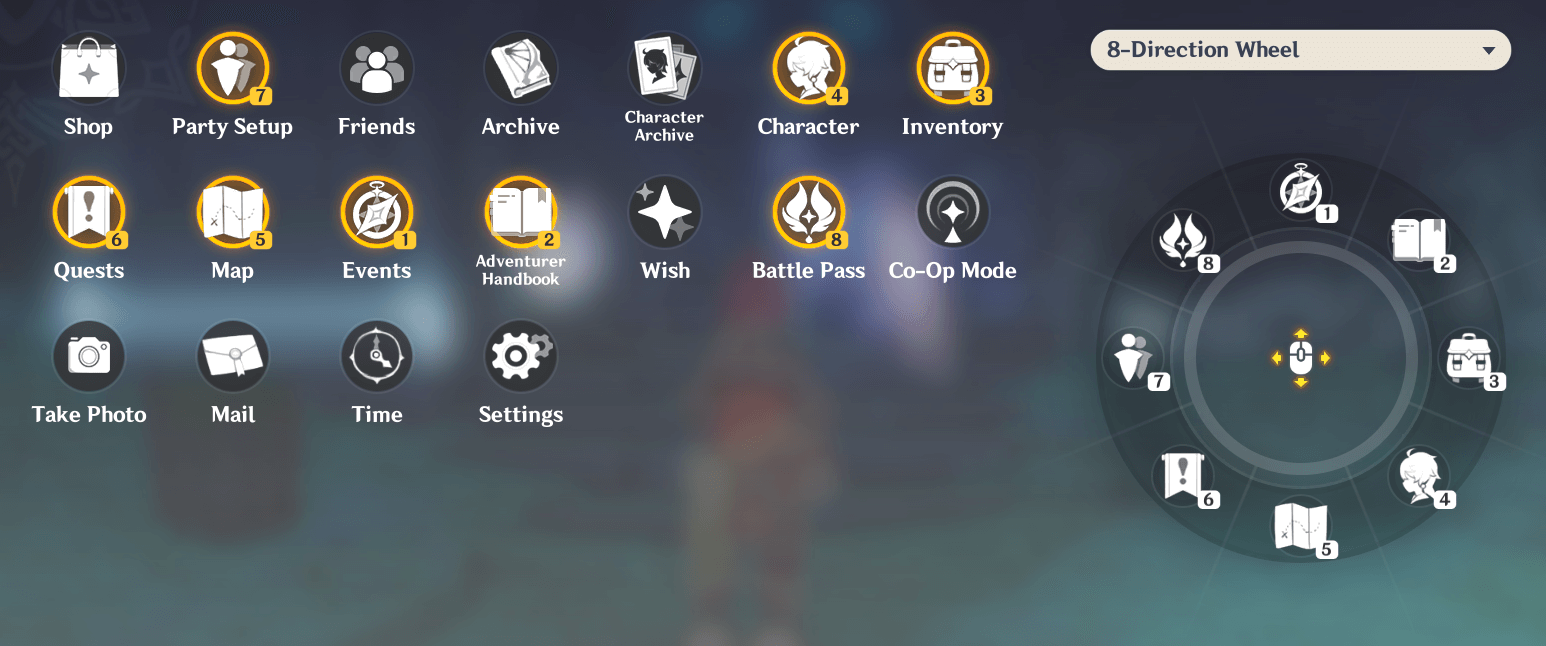 8-Direction Wheel
7
4
3
Shop
Party Setup
Friends
Archive
Character
Archive
Character
Inventory
6
5
1
2
8
Quests
Map
Events
Adventurer
Handbook
Wish
Battle Pass
Co-Op Mode
Take Photo
Mail
Time
Settings
1
2
3
4
5
6
7
8